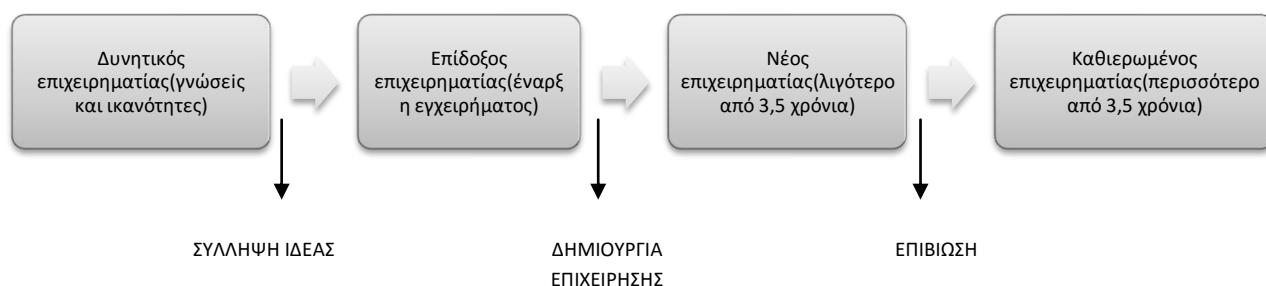 Δυνητικός
επιχειρηματίας(γνώσεiς
και ικανότητες)
Επίδοξος
επιχειρηματίας(έναρξ
η εγχειρήματος)
Νέος
επιχειρηματίας(λιγότερο
από 3,5 χρόνια)
Καθιερωμένος
επιχειρηματίας(περισσότερο
από 3,5 χρόνια)
ΣΥΛΛΗΨΗ ΙΔΕΑΣ
ΔΗΜΙΟΥΡΓΙΑ
ΕΠΙΧΕΙΡΗΣΗΣ
ΕΠΙΒΙΩΣΗ